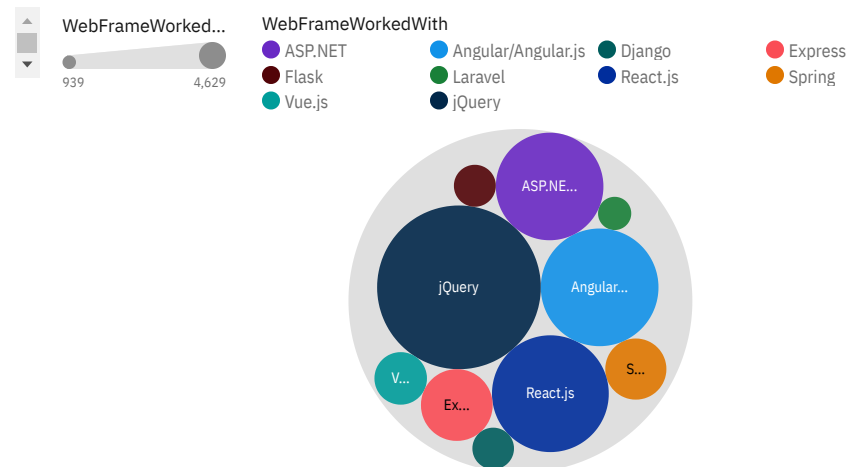 WebFrameWorked...
939 4,629
WebFrameWorkedWith
ASP.NET Angular/Angular.js Django Express
Flask Laravel React.js Spring
Vue.js jQuery
ASP.NE...
jQuery Angular...
V... Ex... React.js S...